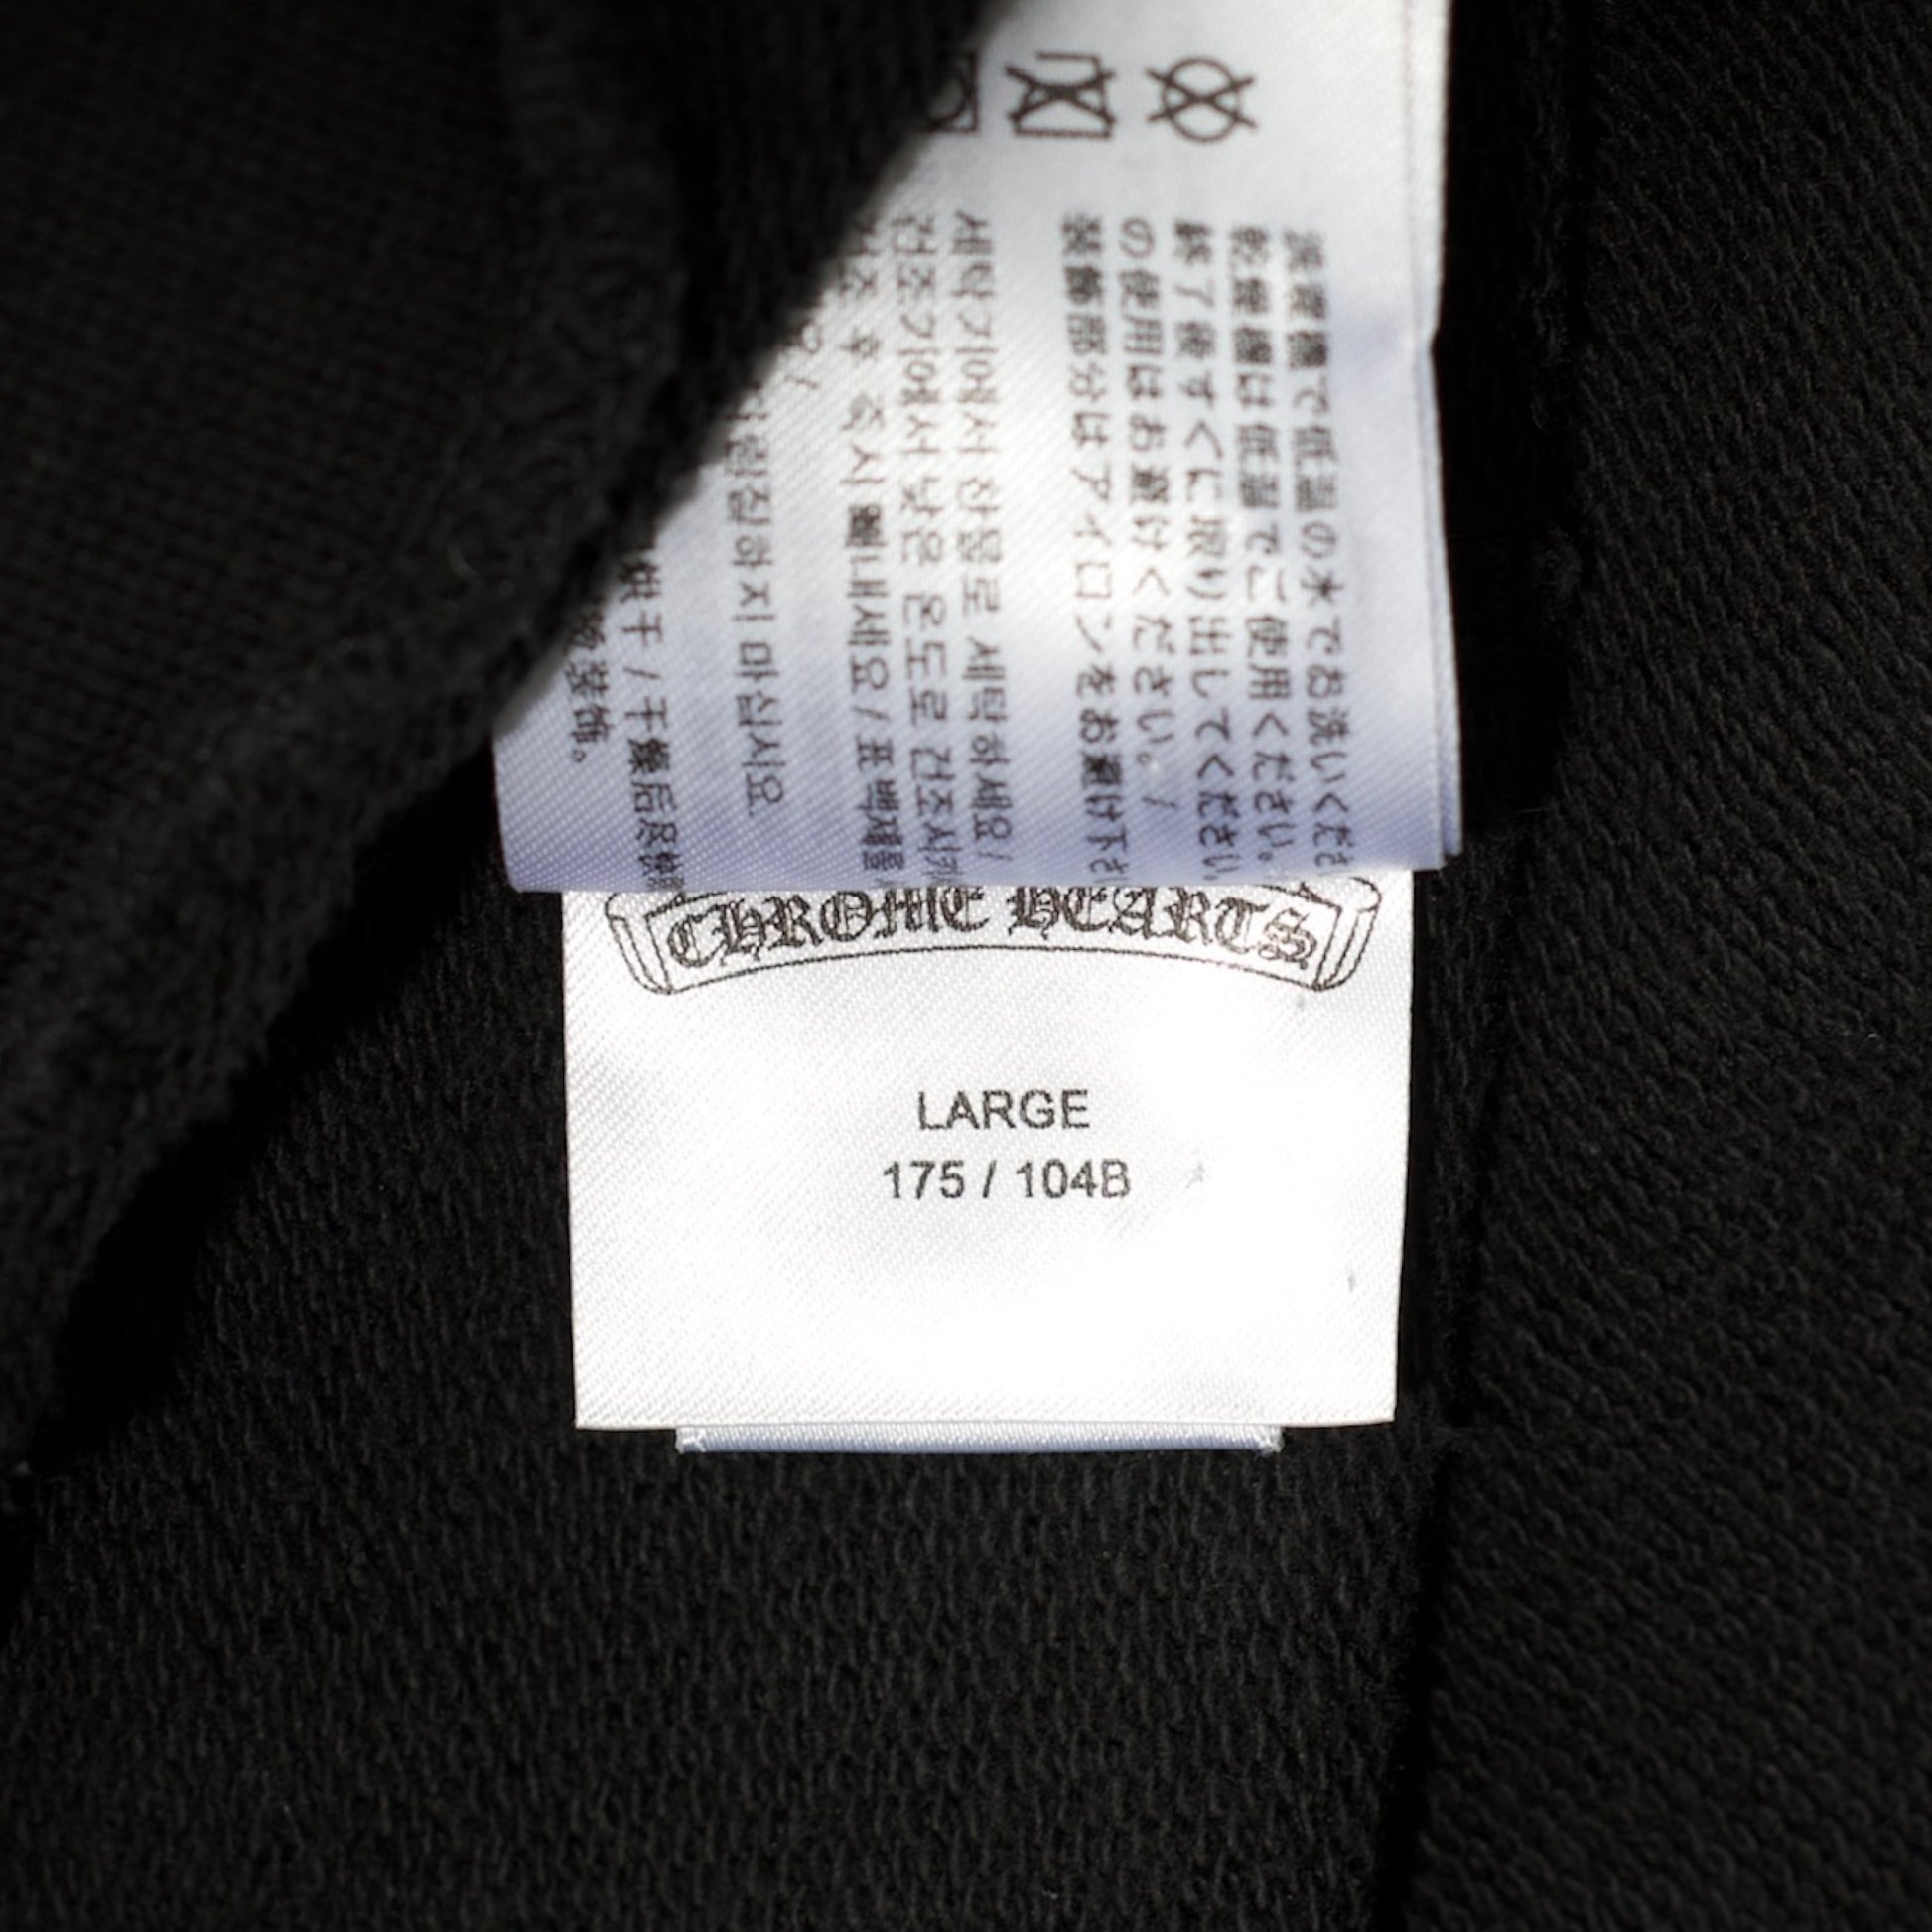 洗濯機で低温の水でお洗いくださ
乾燥機は低温でご使用ください。
終了後すぐに取り出してください
の使用はお避けください。/
装飾部分はアイロンをお避け下さ
세탁기에서 찬물로 세탁하세요/
건조기에서 낮은 온도로 건조시키
건조 후 즉시 빼내세요/표백제를
다림질하지 마십시오
烘干/干燥后尽快
装饰。
CHROME HEARTS
LARGE
175 / 104B